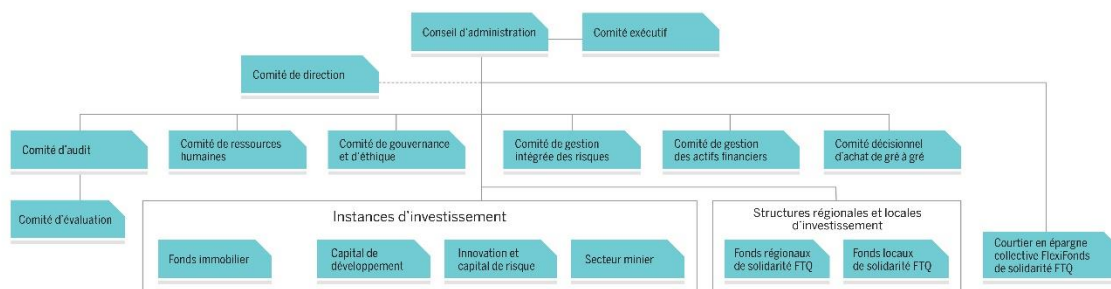 Conseil d'administration
Comité exécutif
Comité de direction
Comité d'audit
Comité de ressources
humaines
Comité de gouvernance
et d'éthique
Comité de gestion
intégrée des risques
Comité de gestion
des actifs financiers
Comité décisionnel
d'achat de gré à gré
Comité d'évaluation
Instances d'investissement
Fonds immobilier
Capital de
développement
Innovation et
capital de risque
Secteur minier
Structures régionales et locales
d'investissement
Fonds régionaux
de solidarité FTQ
Fonds locaux
de solidarité FTQ
Courtier en épargne
collective FlexiFonds
de solidarité FTQ